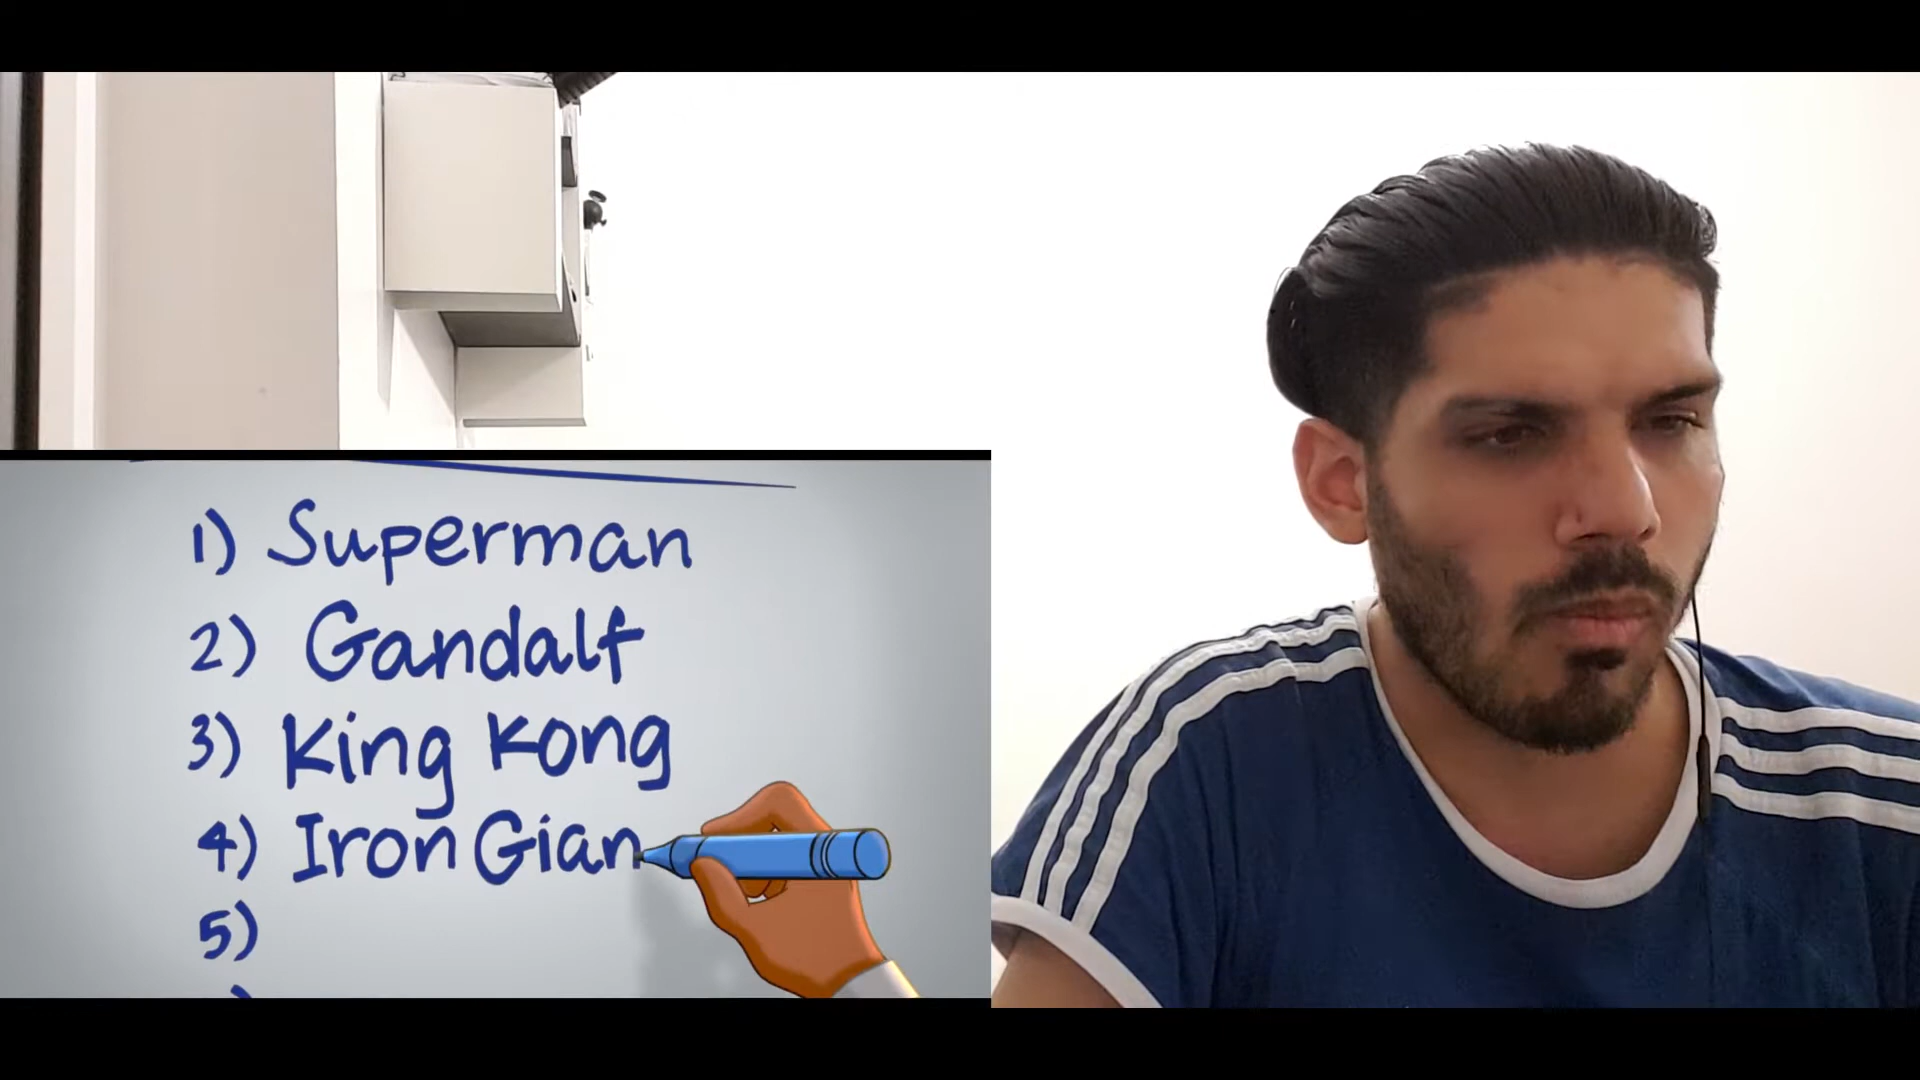 1) Superman
2) Gandalf
3) King Kong
4) Iron Gian
5)